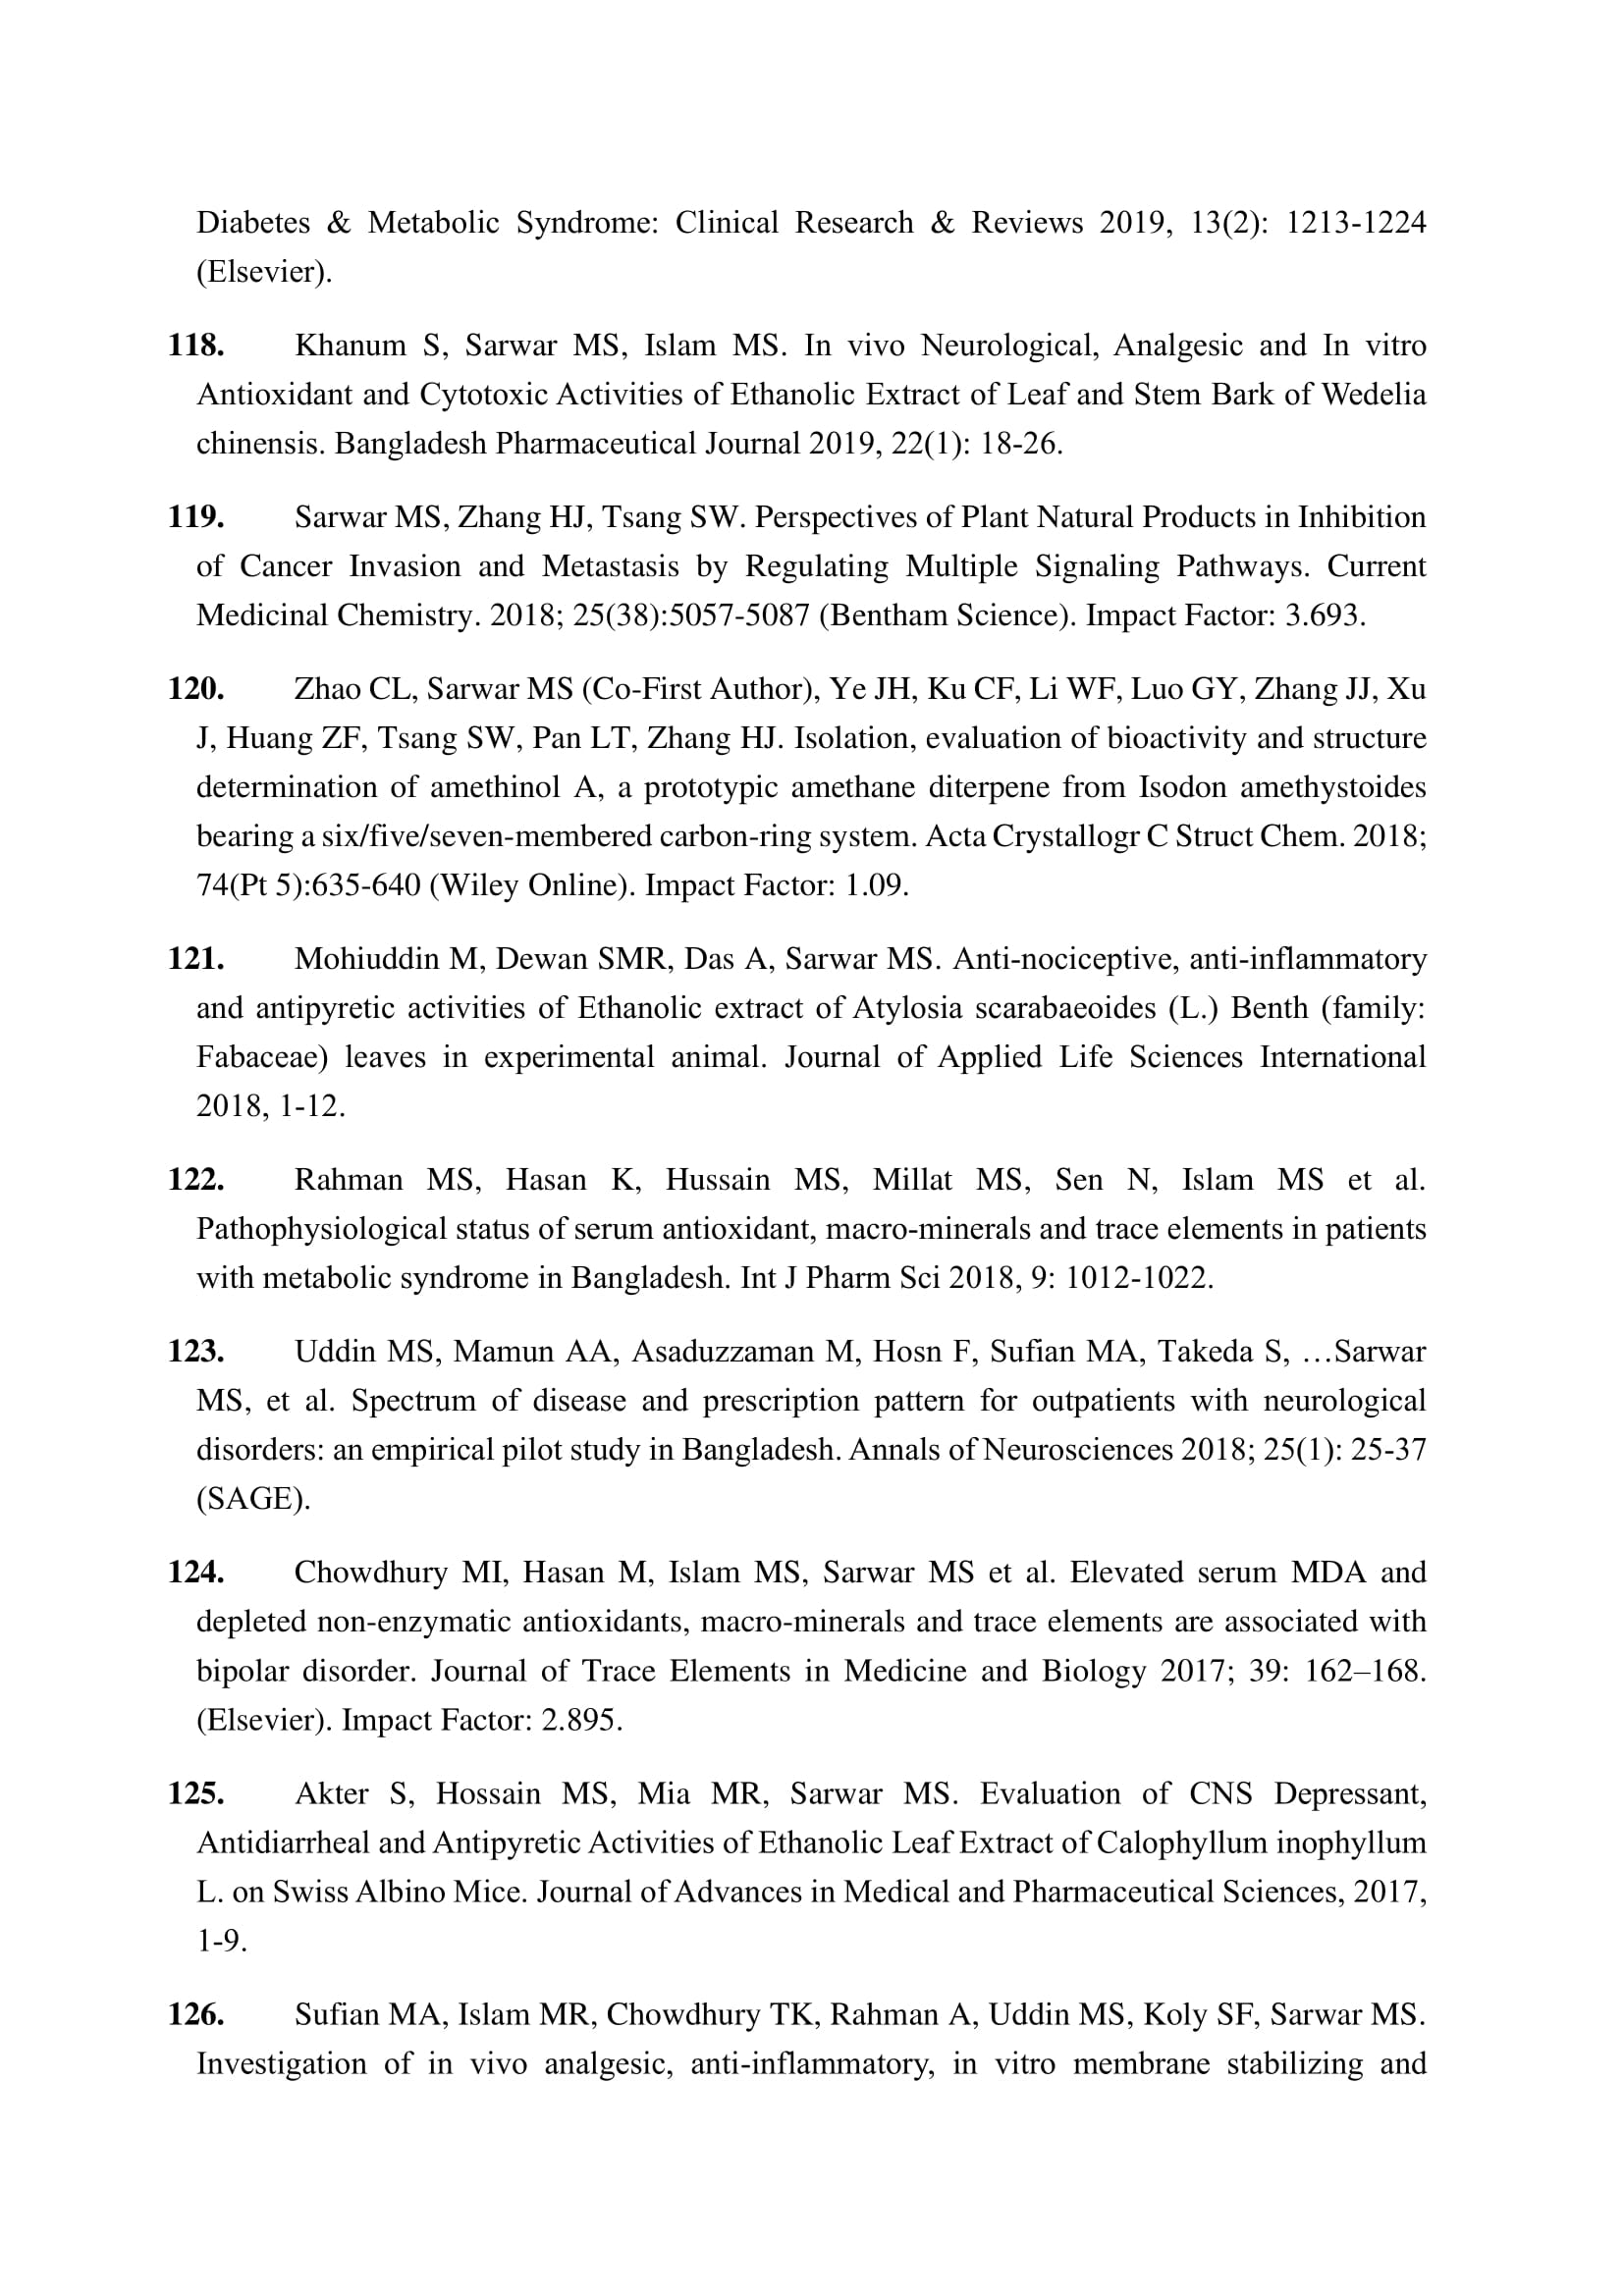 Diabetes & Metabolic Syndrome: Clinical Research & Reviews 2019, 13(2): 1213-1224
(Elsevier).
118. Khanum S, Sarwar MS, Islam MS. In vivo Neurological, Analgesic and In vitro
Antioxidant and Cytotoxic Activities of Ethanolic Extract of Leaf and Stem Bark of Wedelia
chinensis. Bangladesh Pharmaceutical Journal 2019, 22(1): 18-26.
119. Sarwar MS, Zhang HJ, Tsang SW. Perspectives of Plant Natural Products in Inhibition
of Cancer Invasion and Metastasis by Regulating Multiple Signaling Pathways. Current
Medicinal Chemistry. 2018; 25(38):5057-5087 (Bentham Science). Impact Factor: 3.693.
120. Zhao CL, Sarwar MS (Co-First Author), Ye JH, Ku CF, Li WF, Luo GY, Zhang JJ, Xu
J, Huang ZF, Tsang SW, Pan LT, Zhang HJ. Isolation, evaluation of bioactivity and structure
determination of amethinol A, a prototypic amethane diterpene from Isodon amethystoides
bearing a six/five/seven-membered carbon-ring system. Acta Crystallogr C Struct Chem. 2018;
74(Pt 5):635-640 (Wiley Online). Impact Factor: 1.09.
121. Mohiuddin M, Dewan SMR, Das A, Sarwar MS. Anti-nociceptive, anti-inflammatory
and antipyretic activities of Ethanolic extract of Atylosia scarabaeoides (L.) Benth (family:
Fabaceae) leaves in experimental animal. Journal of Applied Life Sciences International
2018, 1-12.
122. Rahman MS, Hasan K, Hussain MS, Millat MS, Sen N, Islam MS et al.
Pathophysiological status of serum antioxidant, macro-minerals and trace elements in patients
with metabolic syndrome in Bangladesh. Int J Pharm Sci 2018, 9: 1012-1022.
123. Uddin MS, Mamun AA, Asaduzzaman M, Hosn F, Sufian MA, Takeda S, …Sarwar
MS, et al. Spectrum of disease and prescription pattern for outpatients with neurological
disorders: an empirical pilot study in Bangladesh. Annals of Neurosciences 2018; 25(1): 25-37
(SAGE).
124. Chowdhury MI, Hasan M, Islam MS, Sarwar MS et al. Elevated serum MDA and
depleted non-enzymatic antioxidants, macro-minerals and trace elements are associated with
bipolar disorder. Journal of Trace Elements in Medicine and Biology 2017; 39: 162–168.
(Elsevier). Impact Factor: 2.895.
125. Akter S, Hossain MS, Mia MR, Sarwar MS. Evaluation of CNS Depressant,
Antidiarrheal and Antipyretic Activities of Ethanolic Leaf Extract of Calophyllum inophyllum
L. on Swiss Albino Mice. Journal of Advances in Medical and Pharmaceutical Sciences, 2017,
1-9.
126. Sufian MA, Islam MR, Chowdhury TK, Rahman A, Uddin MS, Koly SF, Sarwar MS.
Investigation of in vivo analgesic, anti-inflammatory, in vitro membrane stabilizing and